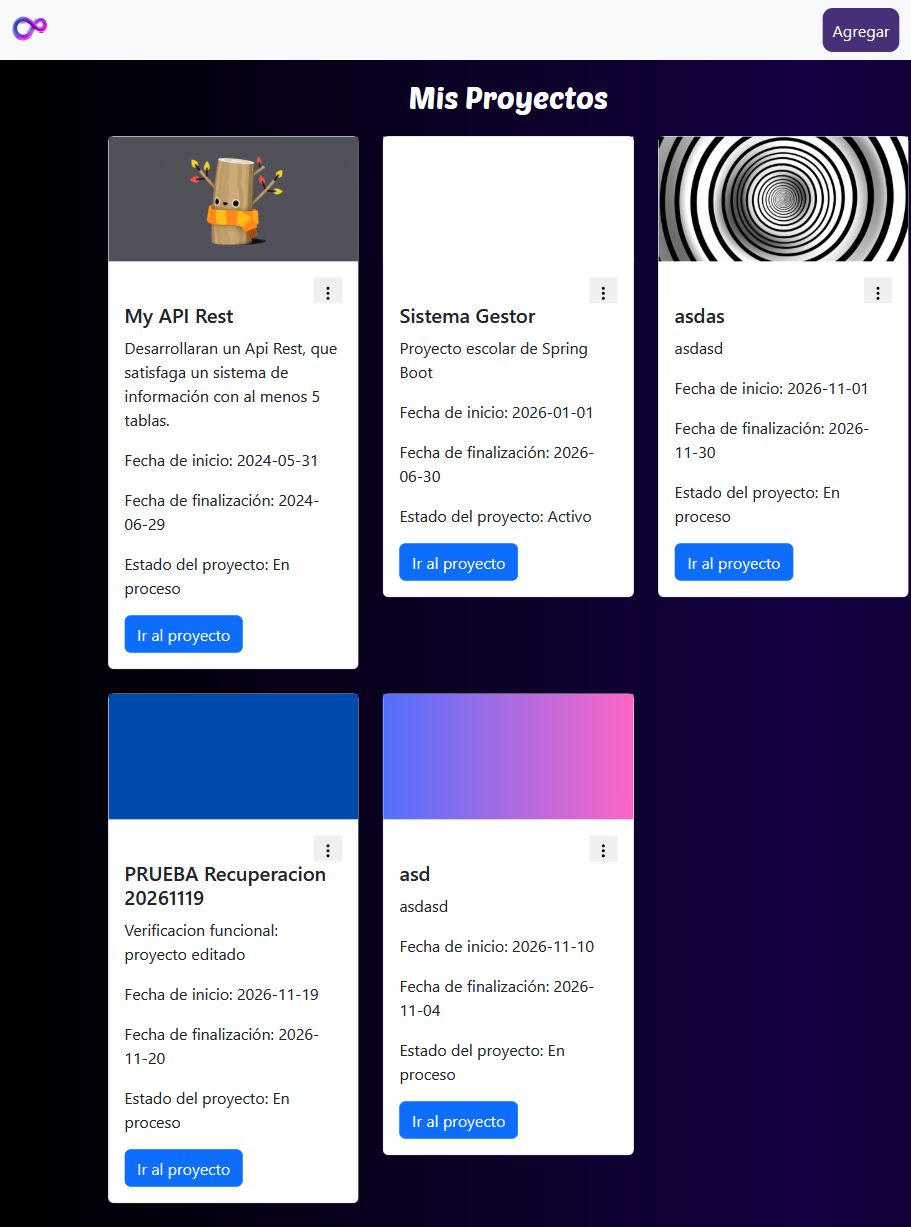 Agregar
Mis Proyectos
My API Rest
Desarrollaran un Api Rest, que
satisfaga un sistema de
información con al menos 5
tablas.
Fecha de inicio: 2024-05-31
Fecha de finalización: 2024-
06-29
Estado del proyecto: En
proceso
Ir al proyecto
Sistema Gestor
Proyecto escolar de Spring
Boot
Fecha de inicio: 2026-01-01
Fecha de finalización: 2026-
06-30
Estado del proyecto: Activo
Ir al proyecto
asdas
asdasd
Fecha de inicio: 2026-11-01
Fecha de finalización: 2026-
11-30
Estado del proyecto: En
proceso
Ir al proyecto
PRUEBA Recuperacion
20261119
Verificacion funcional:
proyecto editado
Fecha de inicio: 2026-11-19
Fecha de finalización: 2026-
11-20
Estado del proyecto: En
proceso
Ir al proyecto
asd
asdasd
Fecha de inicio: 2026-11-10
Fecha de finalización: 2026-
11-04
Estado del proyecto: En
proceso
Ir al proyecto